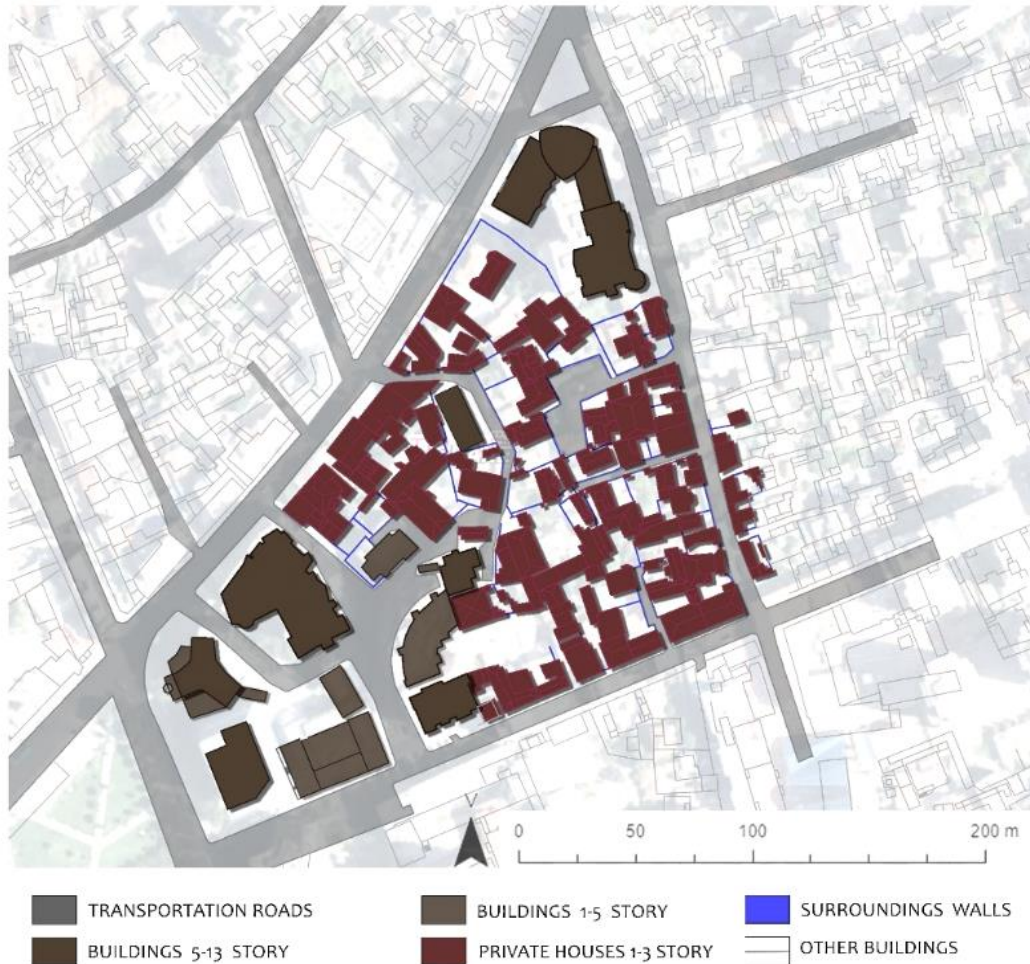 0 50 100 200 m
TRANSPORTATION ROADS
BUILDINGS 1-5 STORY
SURROUNDINGS WALLS
BUILDINGS 5-13 STORY
PRIVATE HOUSES 1-3 STORY
OTHER BUILDINGS